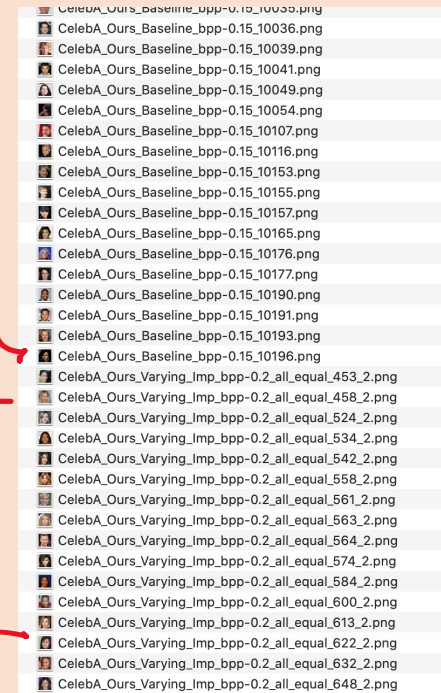 CelebA_Ours_Baseline_bpp-0.15_10035.png
CelebA_Ours_Baseline_bpp-0.15_10036.png
CelebA_Ours_Baseline_bpp-0.15_10039.png
CelebA_Ours_Baseline_bpp-0.15_10041.png
CelebA_Ours_Baseline_bpp-0.15_10049.png
CelebA_Ours_Baseline_bpp-0.15_10054.png
CelebA_Ours_Baseline_bpp-0.15_10107.png
CelebA_Ours_Baseline_bpp-0.15_10116.png
CelebA_Ours_Baseline_bpp-0.15_10153.png
CelebA_Ours_Baseline_bpp-0.15_10155.png
CelebA_Ours_Baseline_bpp-0.15_10157.png
CelebA_Ours_Baseline_bpp-0.15_10165.png
CelebA_Ours_Baseline_bpp-0.15_10176.png
CelebA_Ours_Baseline_bpp-0.15_10177.png
CelebA_Ours_Baseline_bpp-0.15_10190.png
CelebA_Ours_Baseline_bpp-0.15_10191.png
CelebA_Ours_Baseline_bpp-0.15_10193.png
CelebA_Ours_Baseline_bpp-0.15_10196.png
CelebA_Ours_Varying_Imp_bpp-0.2_all_equal_453_2.png
CelebA_Ours_Varying_Imp_bpp-0.2_all_equal_458_2.png
CelebA_Ours_Varying_Imp_bpp-0.2_all_equal_524_2.png
CelebA_Ours_Varying_Imp_bpp-0.2_all_equal_534_2.png
CelebA_Ours_Varying_Imp_bpp-0.2_all_equal_542_2.png
CelebA_Ours_Varying_Imp_bpp-0.2_all_equal_558_2.png
CelebA_Ours_Varying_Imp_bpp-0.2_all_equal_561_2.png
CelebA_Ours_Varying_Imp_bpp-0.2_all_equal_563_2.png
CelebA_Ours_Varying_Imp_bpp-0.2_all_equal_564_2.png
CelebA_Ours_Varying_Imp_bpp-0.2_all_equal_574_2.png
CelebA_Ours_Varying_Imp_bpp-0.2_all_equal_584_2.png
CelebA_Ours_Varying_Imp_bpp-0.2_all_equal_600_2.png
CelebA_Ours_Varying_Imp_bpp-0.2_all_equal_613_2.png
CelebA_Ours_Varying_Imp_bpp-0.2_all_equal_622_2.png
CelebA_Ours_Varying_Imp_bpp-0.2_all_equal_632_2.png
CelebA_Ours_Varying_Imp_bpp-0.2_all_equal_648_2.png